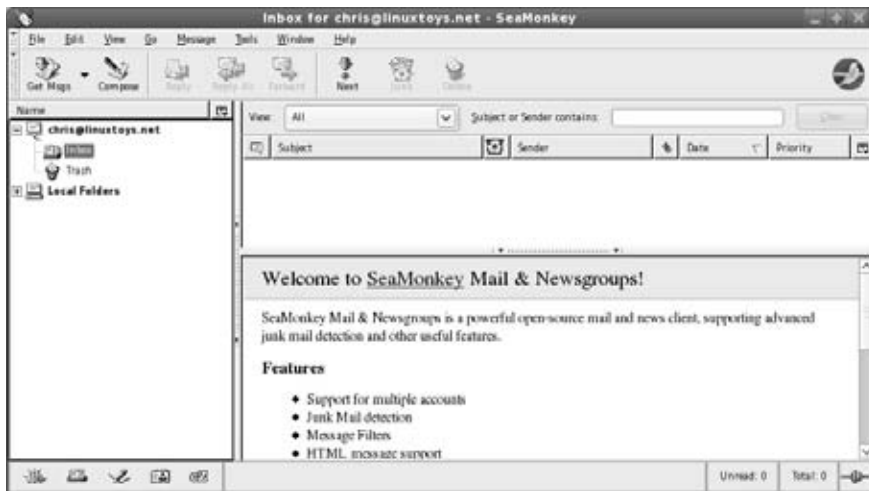 Inbox for chris@linuxtoys.net - SeaMonkey
File Edit View Go Message Tools Window Help
Get Msgs Compose Reply Reply All Forward Next Junk Delete
Name
chris@linuxtoys.net
Inbox
Trash
Local Folders
View: All Subject or Sender contains: Clear
Subject Sender Date Priority
Welcome to SeaMonkey Mail & Newsgroups!
SeaMonkey Mail & Newsgroups is a powerful open-source mail and news client, supporting advanced
junk mail detection and other useful features.
Features
Support for multiple accounts
Junk Mail detection
Message Filters
HTML message support
Unread: 0 Total: 0